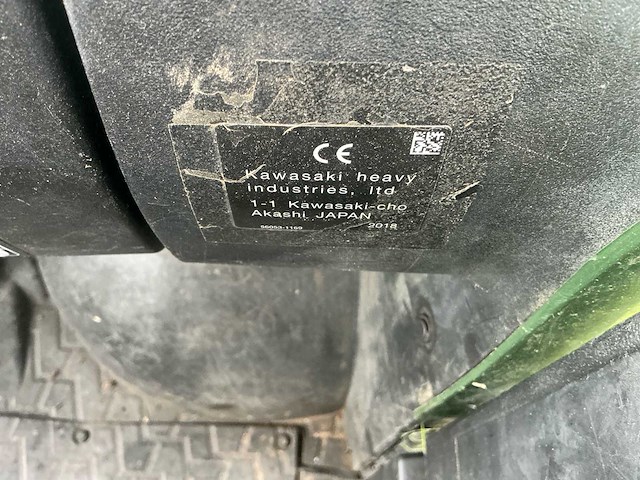 CE
Kawasaki heavy
industries, ltd
1-1 Kawasaki-cho
Akashi JAPAN
2018